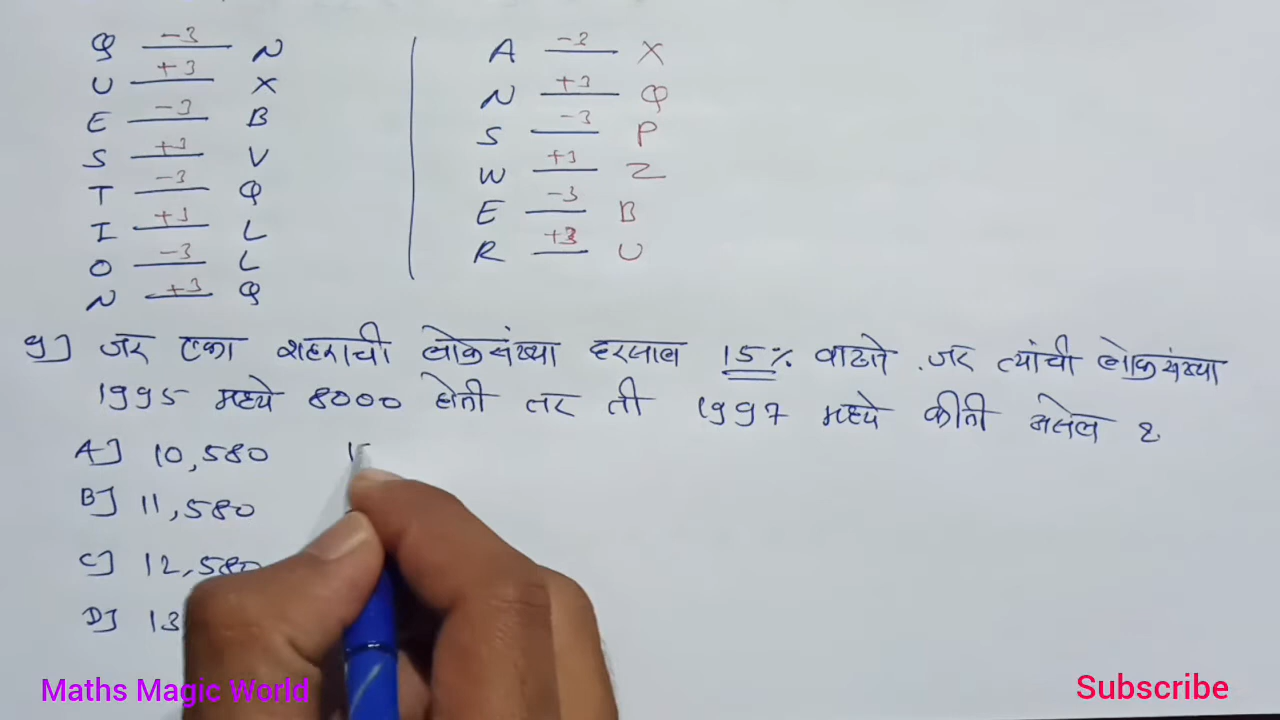 Q -3 N
U +3 X
E -3 B
S +3 V
T -3 Q
I +3 L
O -3 L
N +3 Q
A -3 X
N +3 Q
S -3 P
W +3 Z
E -3 B
R +3 U
9] जर एका शहराची लोकसंख्या दरसाल 15% वाढते. जर त्यांची लोकसंख्या
1995 मध्ये 8000 होती तर ती 1997 मध्ये कीती असेल ?
A] 10,580
B] 11,580
C] 12,580
D] 13
Maths Magic World
Subscribe